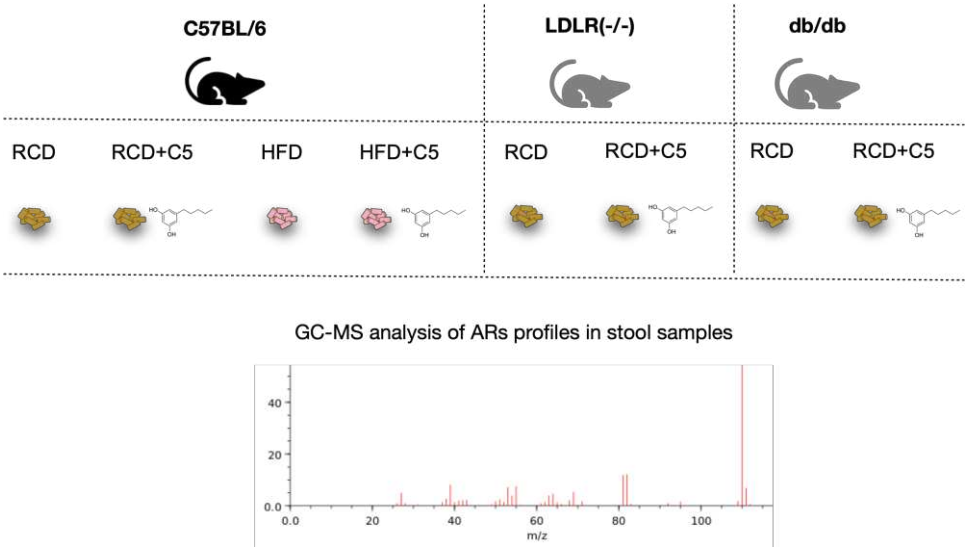 C57BL/6 LDLR(-/-) db/db
RCD RCD+C5 HFD HFD+C5 RCD RCD+C5 RCD RCD+C5
HO HO HO HO
OH OH OH OH
GC-MS analysis of ARs profiles in stool samples
40
20
0.0
0.0 20 40 60 80 100
m/z